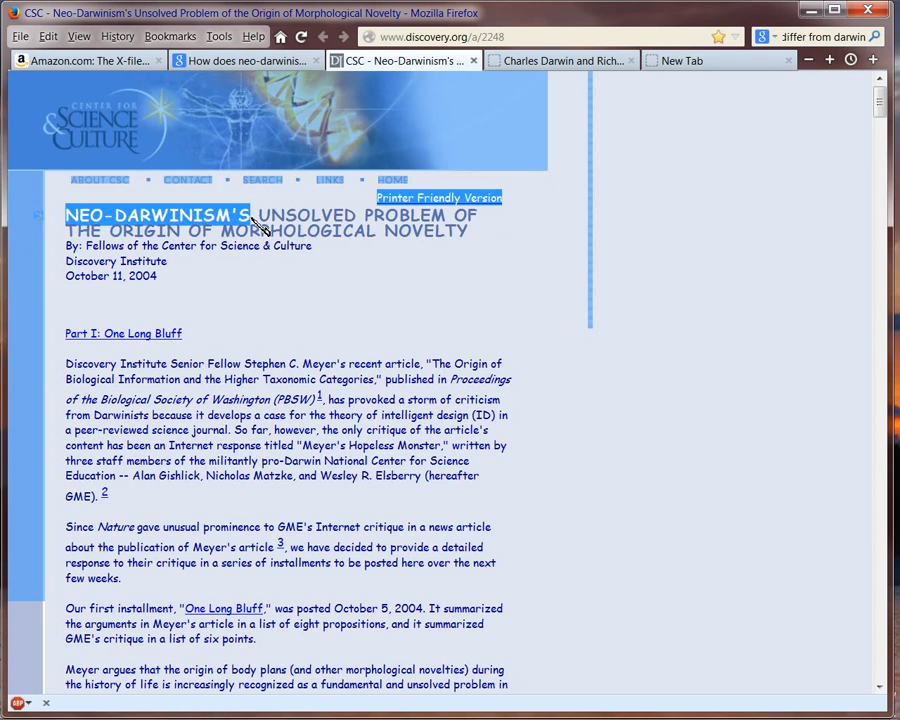 CSC - Neo-Darwinism's Unsolved Problem of the Origin of Morphological Novelty - Mozilla Firefox
File Edit View History Bookmarks Tools Help
www.discovery.org/a/2248
differ from darwin
Amazon.com: The X-file...
How does neo-darwinis...
CSC - Neo-Darwinism's ...
Charles Darwin and Rich...
New Tab
CENTER FOR
& SCIENCE
CULTURE
ABOUT CSC ▪ CONTACT ▪ SEARCH ▪ LINKS ▪ HOME
Printer Friendly Version
NEO-DARWINISM'S UNSOLVED PROBLEM OF
THE ORIGIN OF MORPHOLOGICAL NOVELTY
By: Fellows of the Center for Science & Culture
Discovery Institute
October 11, 2004
Part I: One Long Bluff
Discovery Institute Senior Fellow Stephen C. Meyer's recent article, "The Origin of
Biological Information and the Higher Taxonomic Categories," published in Proceedings
of the Biological Society of Washington (PBSW) 1, has provoked a storm of criticism
from Darwinists because it develops a case for the theory of intelligent design (ID) in
a peer-reviewed science journal. So far, however, the only critique of the article's
content has been an Internet response titled "Meyer's Hopeless Monster," written by
three staff members of the militantly pro-Darwin National Center for Science
Education -- Alan Gishlick, Nicholas Matzke, and Wesley R. Elsberry (hereafter
GME). 2
Since Nature gave unusual prominence to GME's Internet critique in a news article
about the publication of Meyer's article 3, we have decided to provide a detailed
response to their critique in a series of installments to be posted here over the next
few weeks.
Our first installment, "One Long Bluff," was posted October 5, 2004. It summarized
the arguments in Meyer's article in a list of eight propositions, and it summarized
GME's critique in a list of six points.
Meyer argues that the origin of body plans (and other morphological novelties) during
the history of life is increasingly recognized as a fundamental and unsolved problem in
ABP